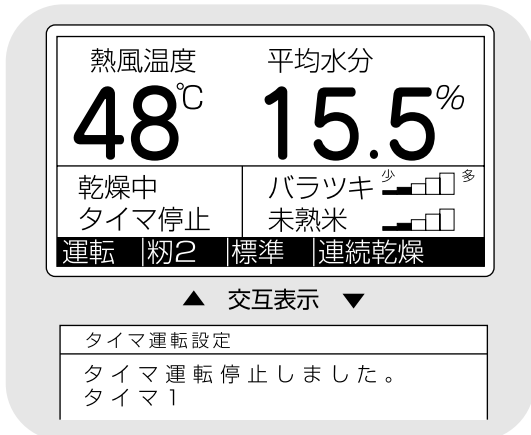 熱風温度 平均水分
48℃ 15.5%
乾燥中 バラツキ 少 多
タイマ停止 未熟米
運転 籾2 標準 連続乾燥
▲ 交互表示 ▼
タイマ運転設定
タイマ運転停止しました。
タイマ1